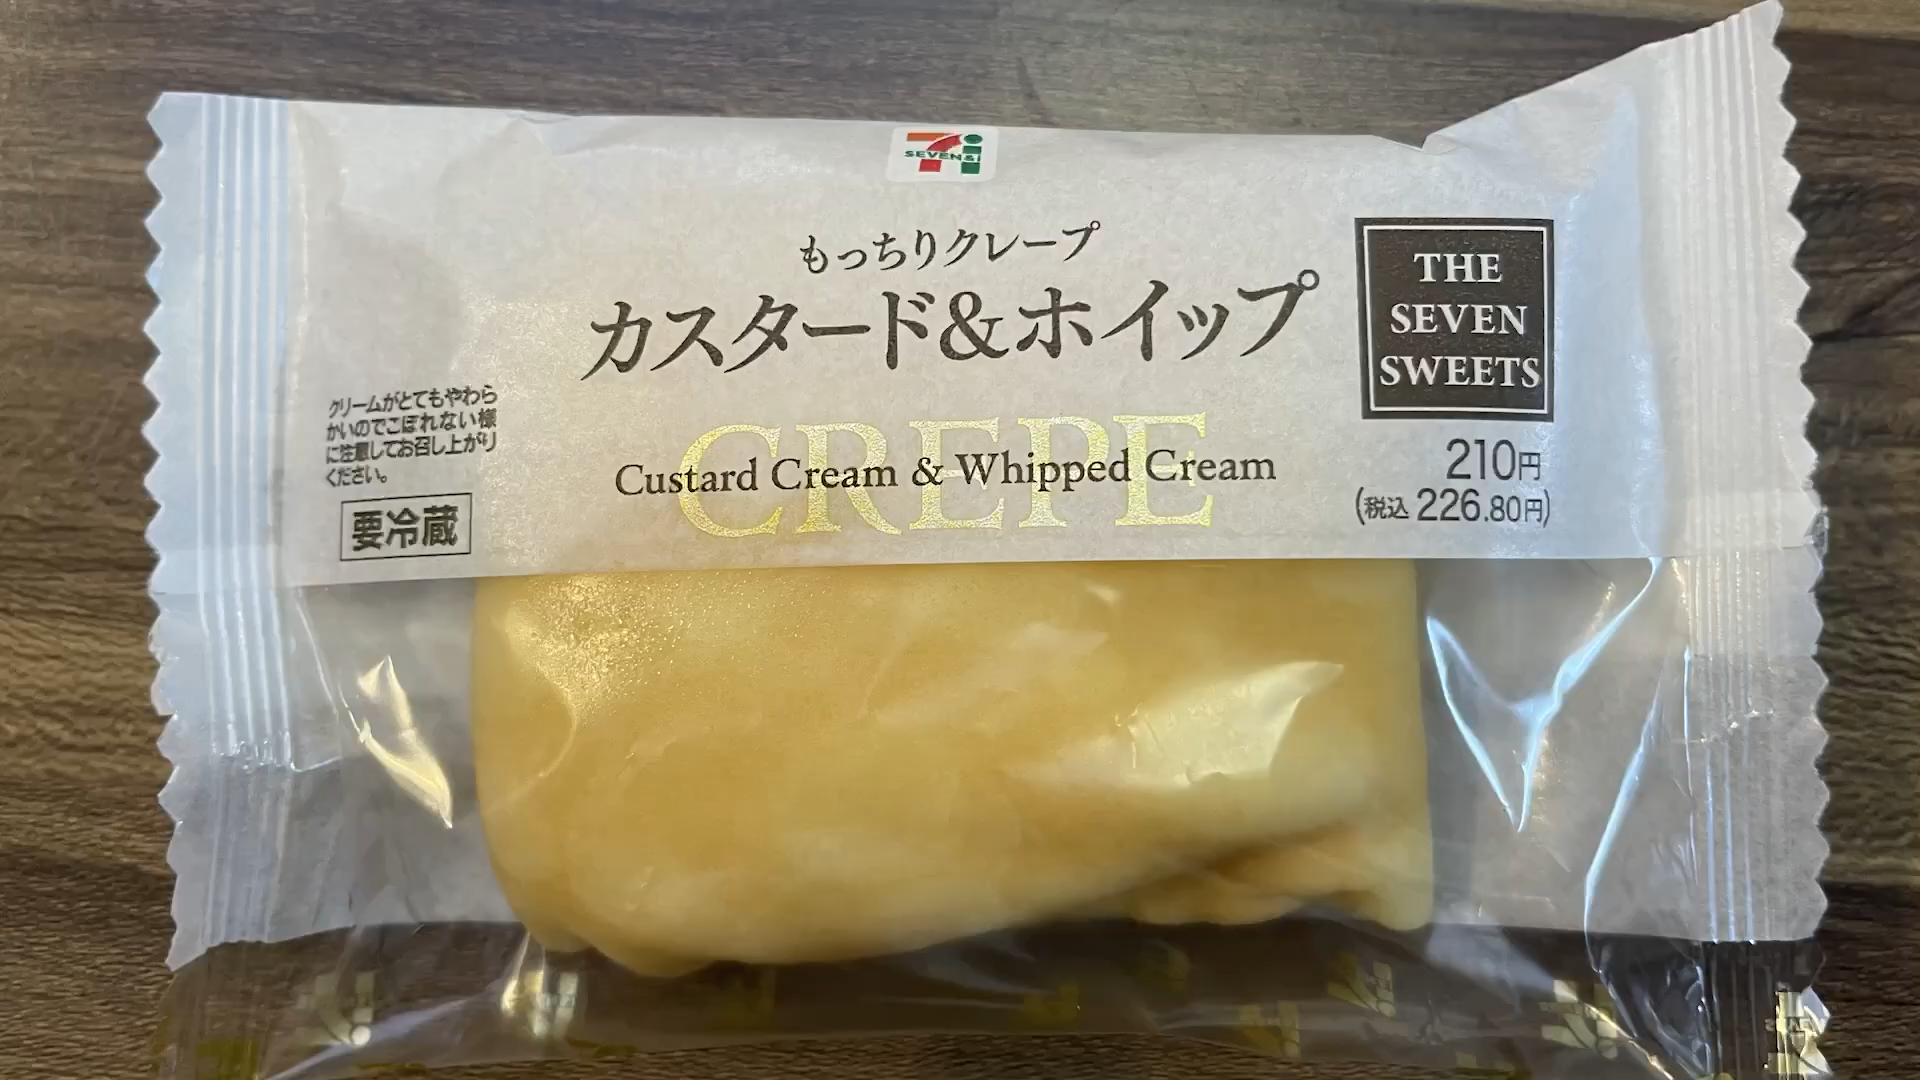 7i
SEVEN&i
もっちりクレープ
カスタード&ホイップ
CREPE
Custard Cream & Whipped Cream
THE
SEVEN
SWEETS
210円
(税込 226.80円)
クリームがとてもやわら
かいのでこぼれない様
に注意してお召し上がり
ください。
要冷蔵